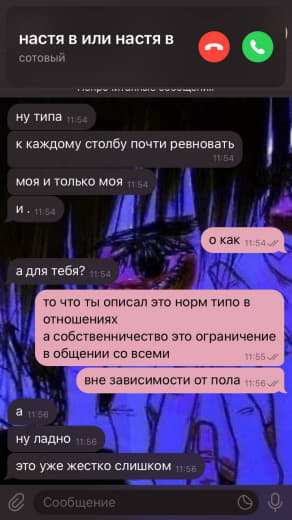 настя в или настя в
сотовый
Непрочитанные сообщения
ну типа 11:54
к каждому столбу почти ревновать
11:54
моя и только моя 11:54
и . 11:54
о как 11:54
а для тебя? 11:54
то что ты описал это норм типо в
отношениях
а собственничество это ограничение
в общении со всеми
11:55
вне зависимости от пола 11:56
а 11:56
ну ладно 11:56
это уже жестко слишком 11:56
Сообщение